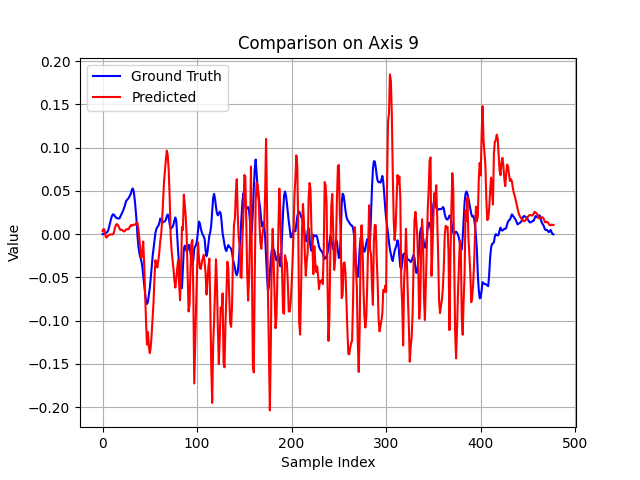 Comparison on Axis 9
Ground Truth
Predicted
Value
0.20
0.15
0.10
0.05
0.00
−0.05
−0.10
−0.15
−0.20
0 100 200 300 400 500
Sample Index